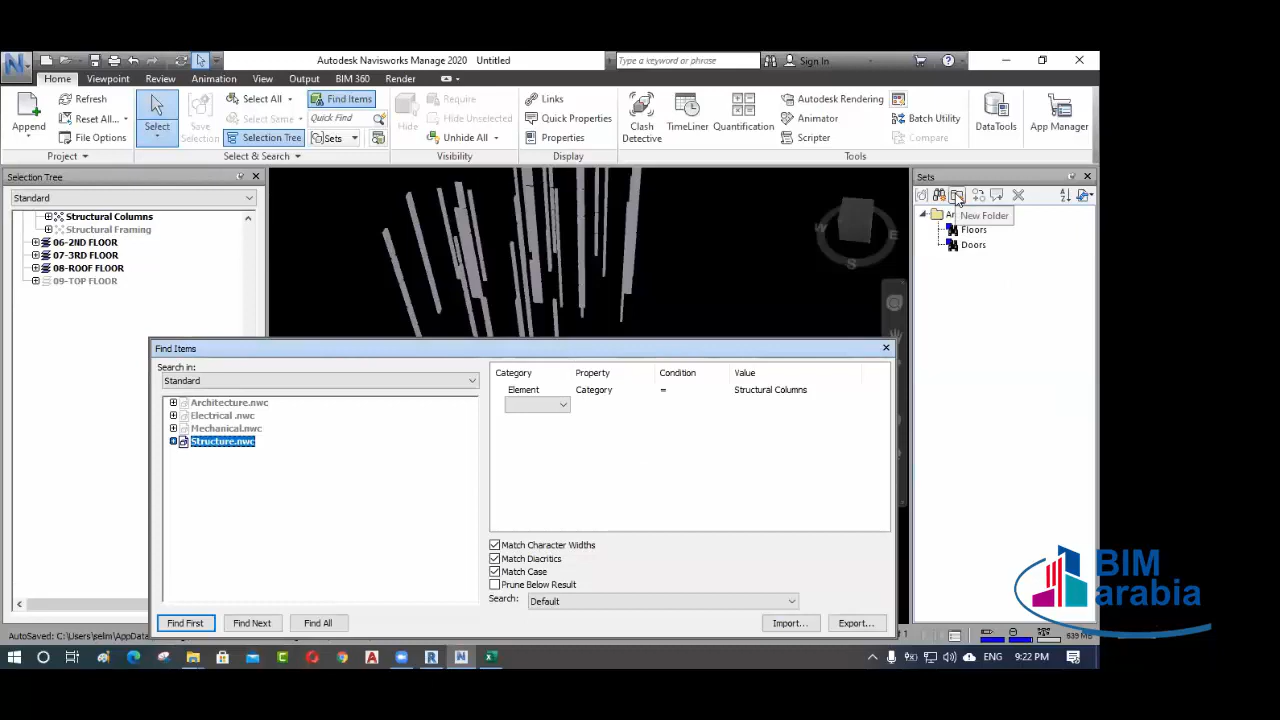 Autodesk Navisworks Manage 2020 Untitled
Type a keyword or phrase
Sign In
Home Viewpoint Review Animation View Output BIM 360 Render
Append
Refresh
Reset All...
File Options
Project
Select
Save Selection
Select All
Select Same
Selection Tree
Find Items
Quick Find
Sets
Select & Search
Hide
Require
Hide Unselected
Unhide All
Visibility
Links
Quick Properties
Properties
Display
Clash Detective
TimeLiner
Quantification
Autodesk Rendering
Animator
Scripter
Batch Utility
Compare
Tools
DataTools
App Manager
Selection Tree
Standard
Structural Columns
Structural Framing
06-2ND FLOOR
07-3RD FLOOR
08-ROOF FLOOR
09-TOP FLOOR
W
E
S
Sets
New Folder
Floors
Doors
Find Items
Search in:
Standard
Architecture.nwc
Electrical .nwc
Mechanical.nwc
Structure.nwc
Category Property Condition Value
Element Category = Structural Columns
Match Character Widths
Match Diacritics
Match Case
Prune Below Result
Search: Default
Find First Find Next Find All
Import... Export...
BIM
arabia
AutoSaved: C:\Users\selm\AppData
639 MB
ENG 9:22 PM